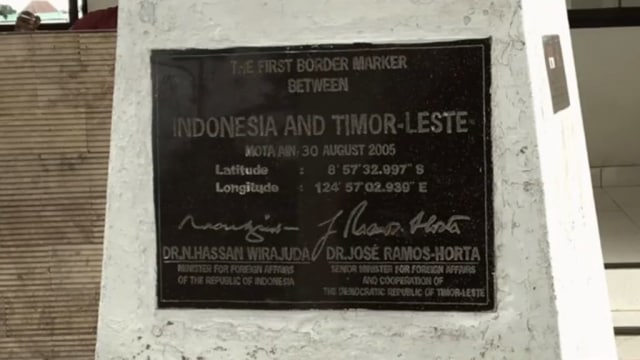 THE FIRST BORDER MARKER
BETWEEN
INDONESIA AND TIMOR-LESTE
MOTA AIN, 30 AUGUST 2005
Latitude : 8° 57' 32.997" S
Longitude : 124° 57' 02.939" E
J Ramos Horta
DR.N.HASSAN WIRAJUDA DR.JOSÉ RAMOS-HORTA
MINISTER FOR FOREIGN AFFAIRS SENIOR MINISTER FOR FOREIGN AFFAIRS
OF THE REPUBLIC OF INDONESIA AND COOPERATION OF
THE DEMOCRATIC REPUBLIC OF TIMOR-LESTE